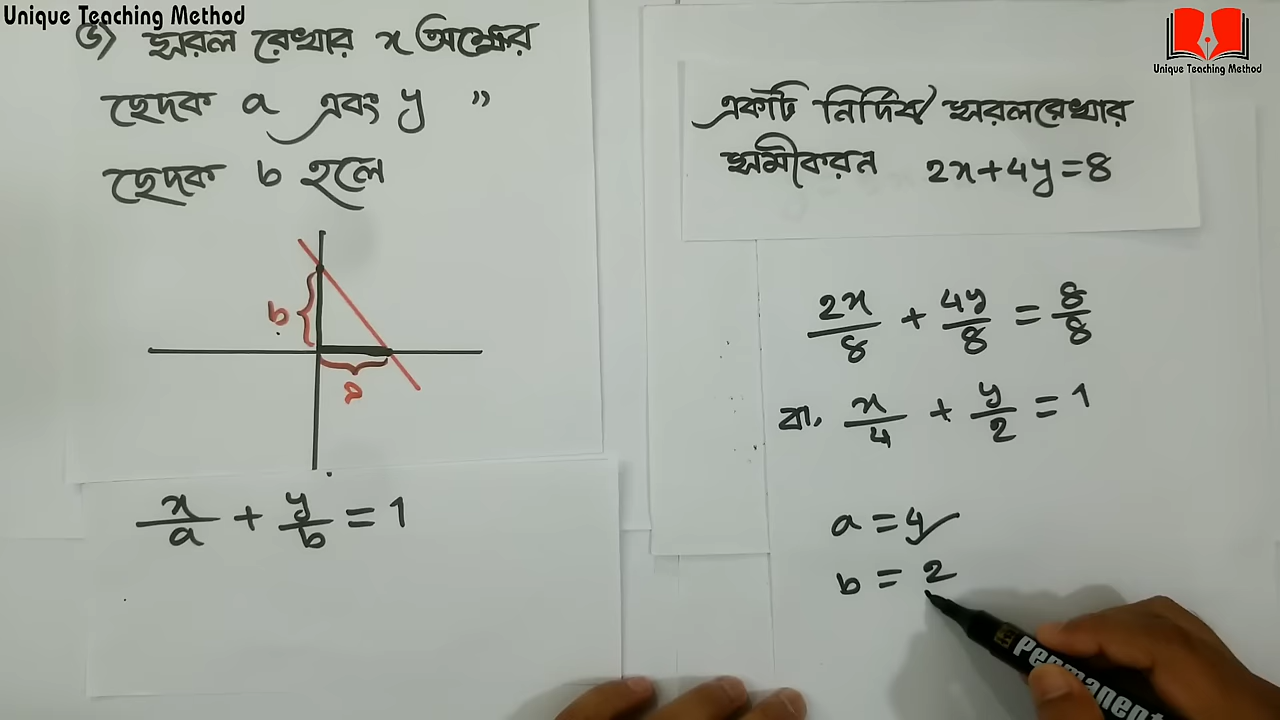 Unique Teaching Method
৩) সরল রেখার x অক্ষের
ছেদক a এবং y "
ছেদক b হলে
b
a
x/a + y/b = 1
Unique Teaching Method
একটি নির্দিষ্ট সরলরেখার
সমীকরন 2x+4y=8
2x/8 + 4y/8 = 8/8
বা, x/4 + y/2 = 1
a = 4
b = 2
Permanent